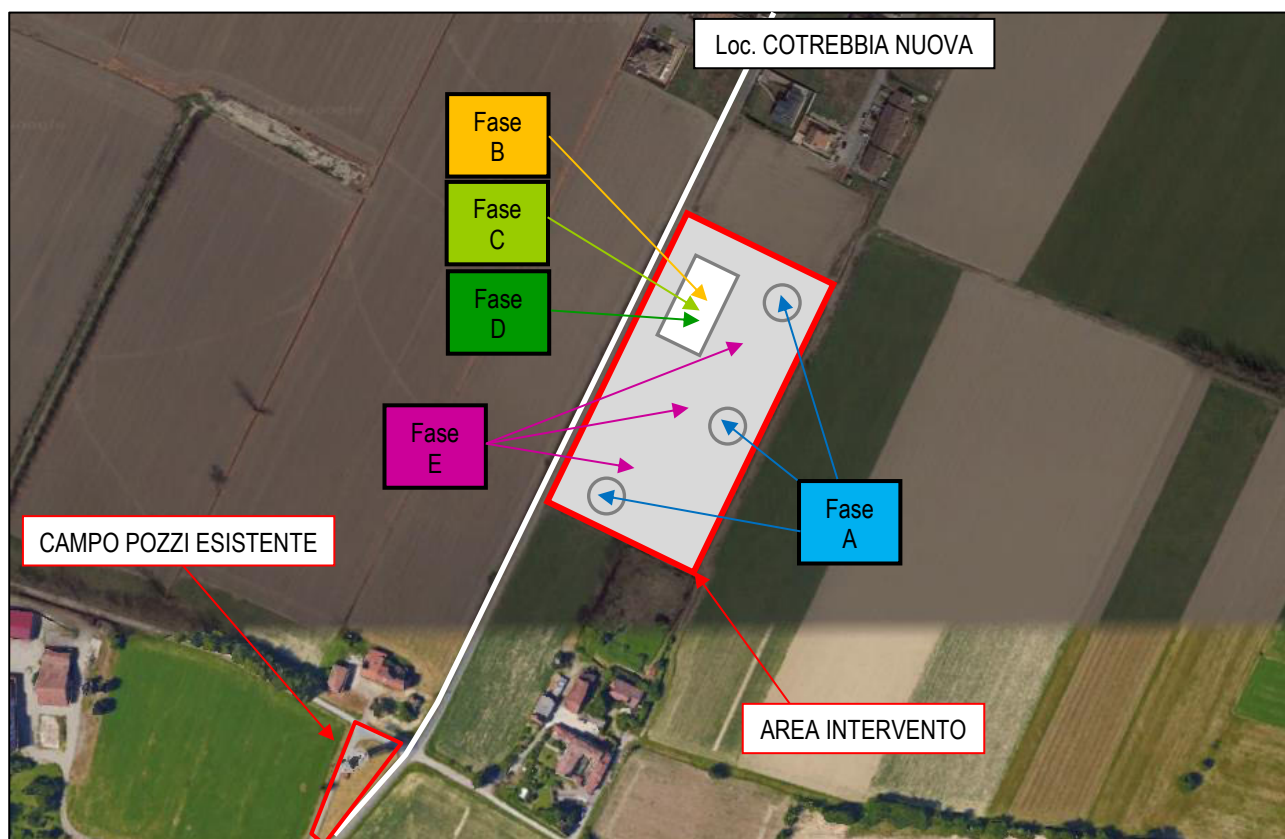 Loc. COTREBBIA NUOVA
Fase
B
Fase
C
Fase
D
Fase
E
Fase
A
CAMPO POZZI ESISTENTE
AREA INTERVENTO